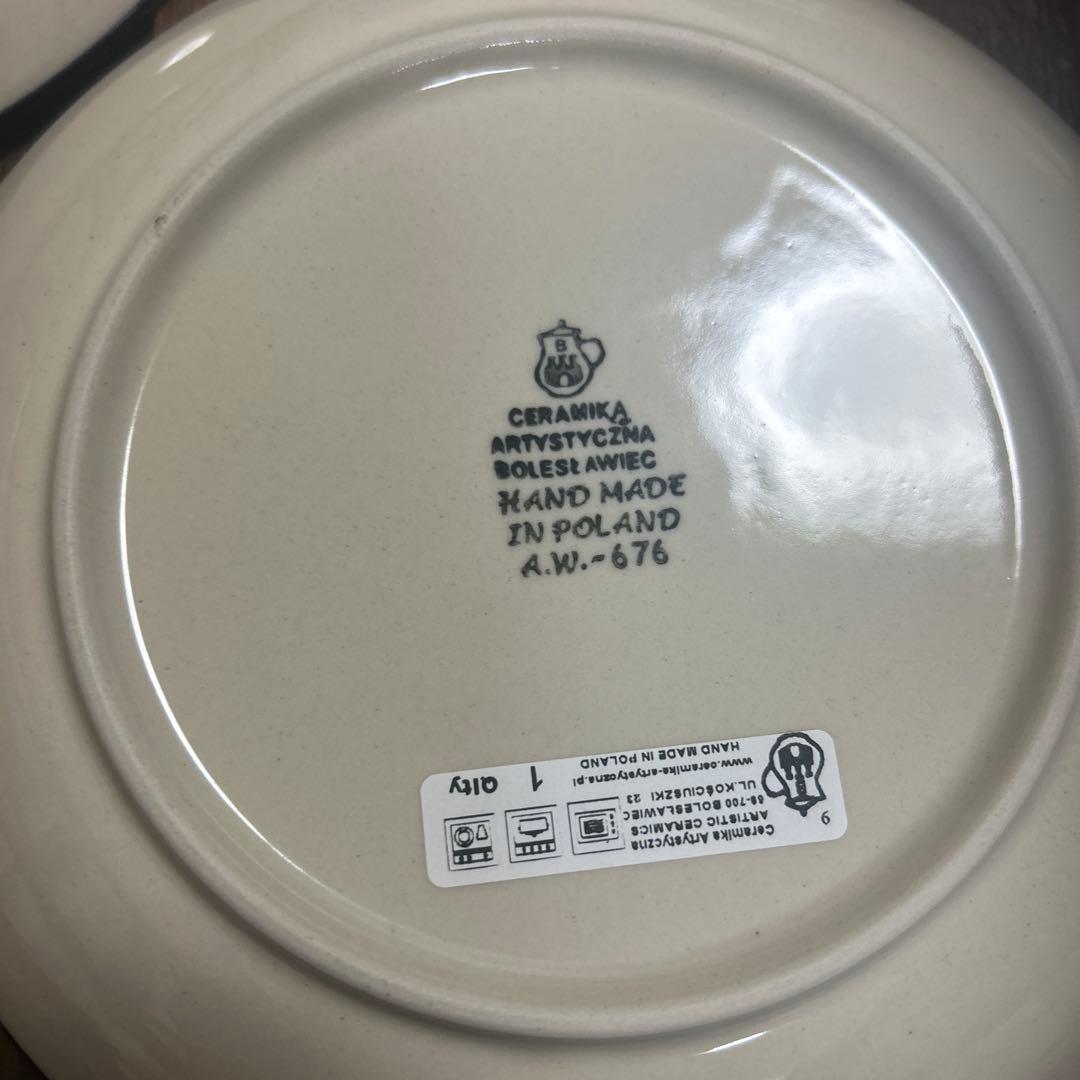 B
CERAMIKA
ARTYSTYCZNA
BOLESŁAWIEC
HAND MADE
IN POLAND
A.W.-676
6
Ceramika Artystyczna
ARTISTIC CERAMICS
59-700 BOLESŁAWIEC
UL.KOŚCIUSZKI 23
www.ceramika-artystyczna.pl
HAND MADE IN POLAND
1 Qlty